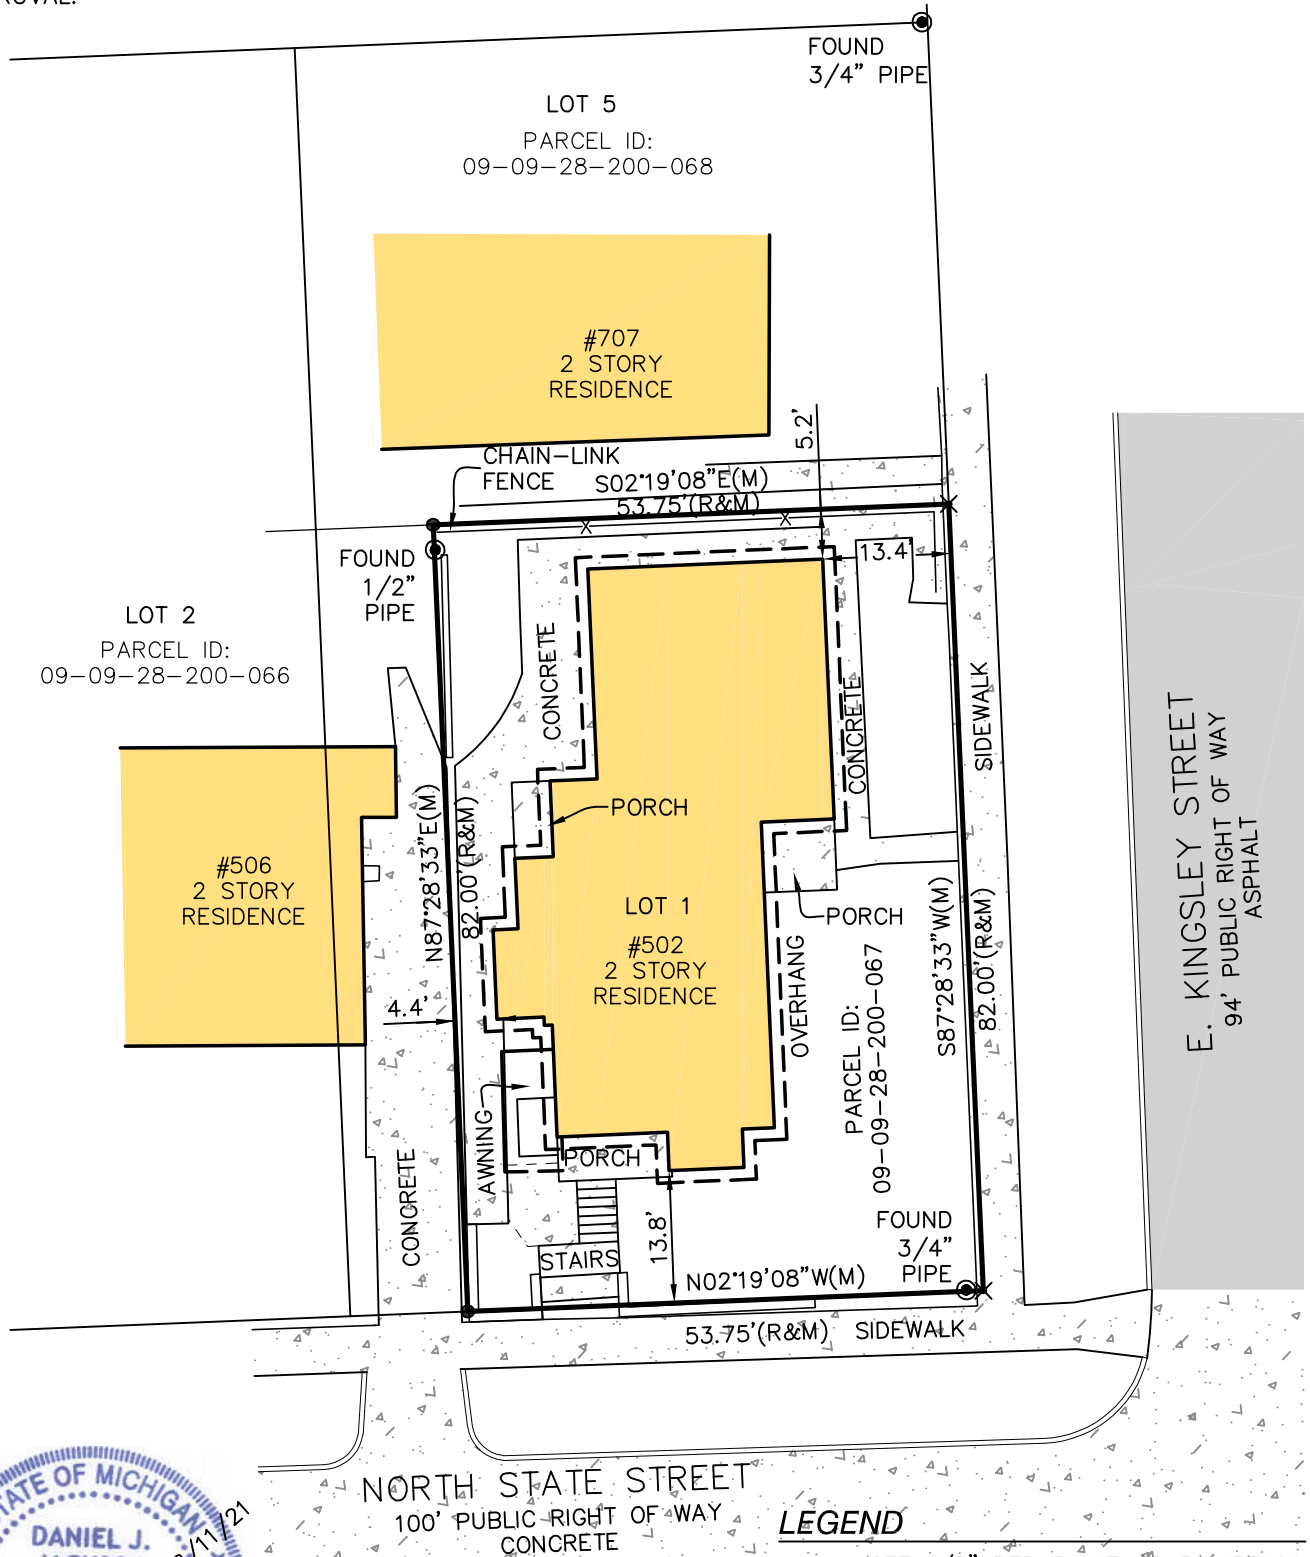 FOUND
3/4" PIPE
LOT 5
PARCEL ID:
09-09-28-200-068
#707
2 STORY
RESIDENCE
5.2'
CHAIN-LINK
FENCE
S02°19'08"E(M)
53.75'(R&M)
X
X
13.4'
FOUND
1/2"
PIPE
LOT 2
PARCEL ID:
09-09-28-200-066
CONCRETE
CONCRETE
SIDEWALK
E. KINGSLEY STREET
94' PUBLIC RIGHT OF WAY
ASPHALT
N87°28'33"E(M)
82.00'(R&M)
PORCH
#506
2 STORY
RESIDENCE
LOT 1
#502
2 STORY
RESIDENCE
PORCH
OVERHANG
PARCEL ID:
09-09-28-200-067
S87°28'33"W(M)
82.00'(R&M)
4.4'
AWNING
CONCRETE
PORCH
STAIRS
13.8'
FOUND
3/4"
PIPE
N02°19'08"W(M)
53.75'(R&M)
SIDEWALK
NORTH STATE STREET
100' PUBLIC RIGHT OF WAY
CONCRETE
LEGEND
STATE OF MICHIGAN
DANIEL J.
/11/21